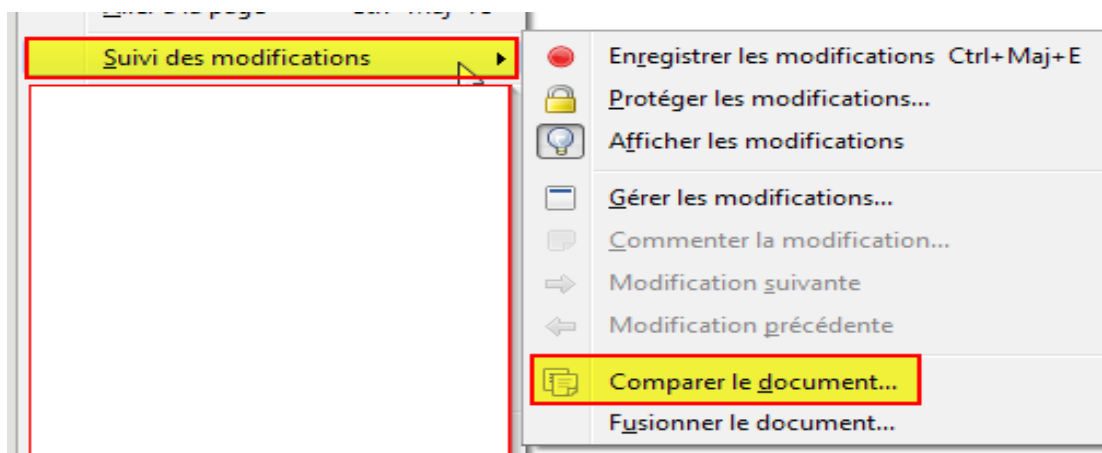 Suivi des modifications
Enregistrer les modifications Ctrl+Maj+E
Protéger les modifications...
Afficher les modifications
Gérer les modifications...
Commenter la modification...
Modification suivante
Modification précédente
Comparer le document...
Fusionner le document...